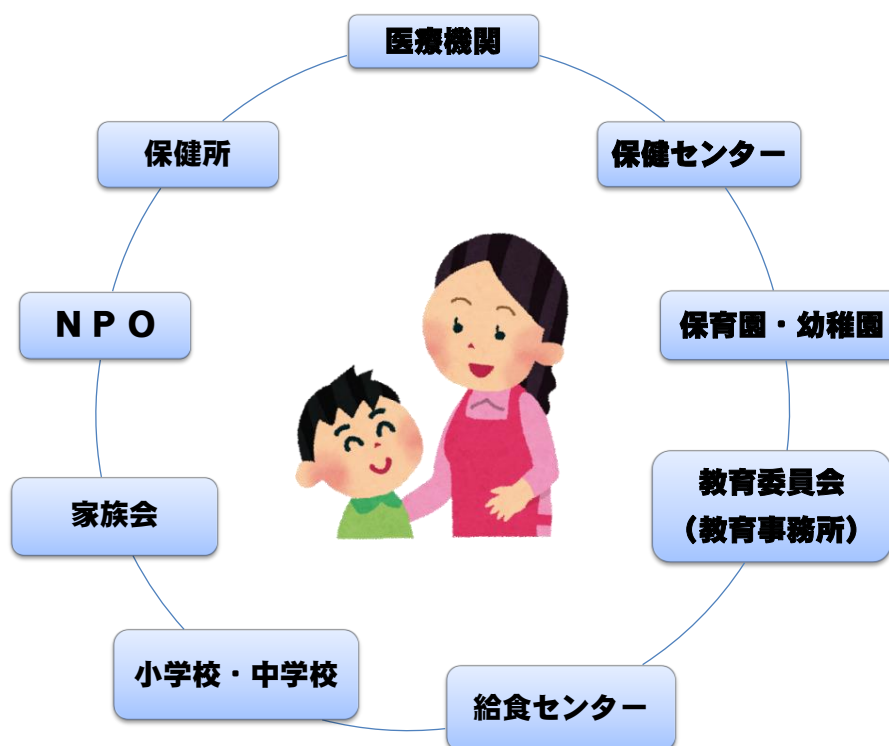 医療機関
保健所
保健センター
ＮＰＯ
保育園・幼稚園
教育委員会
（教育事務所）
家族会
小学校・中学校
給食センター